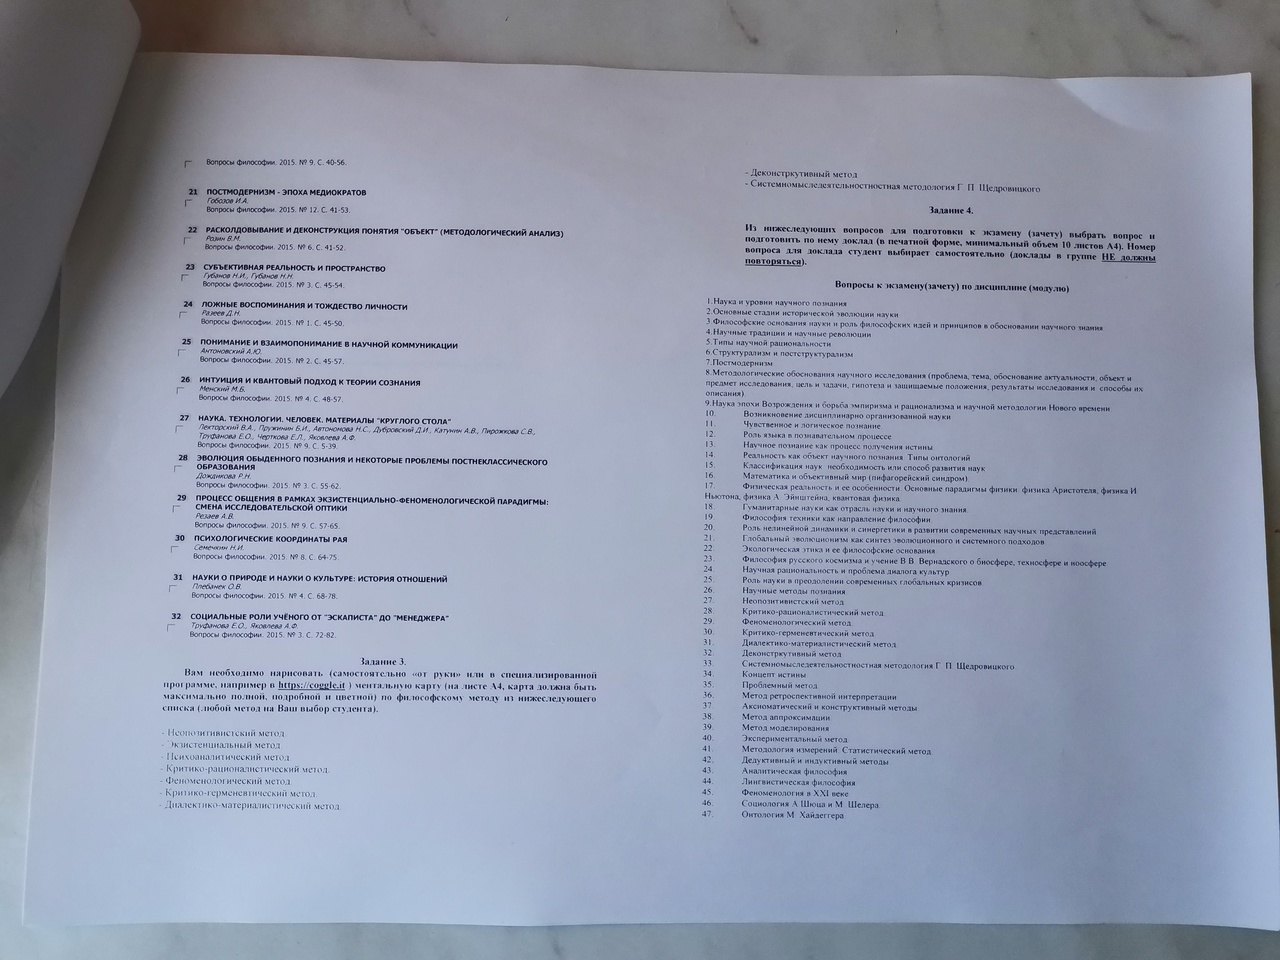 Вопросы философии. 2015. № 9. С. 40-56.
21 ПОСТМОДЕРНИЗМ - ЭПОХА МЕДИОКРАТОВ
Гобозов И.А.
Вопросы философии. 2015. № 12. С. 41-53.
22 РАСКОЛДОВЫВАНИЕ И ДЕКОНСТРУКЦИЯ ПОНЯТИЯ "ОБЪЕКТ" (МЕТОДОЛОГИЧЕСКИЙ АНАЛИЗ)
Розин В.М.
Вопросы философии. 2015. № 6. С. 41-52.
23 СУБЪЕКТИВНАЯ РЕАЛЬНОСТЬ И ПРОСТРАНСТВО
Губанов Н.И., Губанов Н.Н.
Вопросы философии. 2015. № 3. С. 45-54.
24 ЛОЖНЫЕ ВОСПОМИНАНИЯ И ТОЖДЕСТВО ЛИЧНОСТИ
Разеев Д.Н.
Вопросы философии. 2015. № 1. С. 45-50.
25 ПОНИМАНИЕ И ВЗАИМОПОНИМАНИЕ В НАУЧНОЙ КОММУНИКАЦИИ
Антоновский А.Ю.
Вопросы философии. 2015. № 2. С. 45-57.
26 ИНТУИЦИЯ И КВАНТОВЫЙ ПОДХОД К ТЕОРИИ СОЗНАНИЯ
Менский М.Б.
Вопросы философии. 2015. № 4. С. 48-57.
27 НАУКА. ТЕХНОЛОГИИ. ЧЕЛОВЕК. МАТЕРИАЛЫ "КРУГЛОГО СТОЛА"
Лекторский В.А., Пружинин Б.И., Автономова Н.С., Дубровский Д.И., Катунин А.В., Пирожкова С.В.,
Труфанова Е.О., Черткова Е.Л., Яковлева А.Ф.
Вопросы философии. 2015. № 9. С. 5-39.
28 ЭВОЛЮЦИЯ ОБЫДЕННОГО ПОЗНАНИЯ И НЕКОТОРЫЕ ПРОБЛЕМЫ ПОСТНЕКЛАССИЧЕСКОГО
ОБРАЗОВАНИЯ
Дождикова Р.Н.
Вопросы философии. 2015. № 3. С. 55-62.
29 ПРОЦЕСС ОБЩЕНИЯ В РАМКАХ ЭКЗИСТЕНЦИАЛЬНО-ФЕНОМЕНОЛОГИЧЕСКОЙ ПАРАДИГМЫ:
СМЕНА ИССЛЕДОВАТЕЛЬСКОЙ ОПТИКИ
Резаев А.В.
Вопросы философии. 2015. № 9. С. 57-65.
30 ПСИХОЛОГИЧЕСКИЕ КООРДИНАТЫ РАЯ
Семечкин Н.И.
Вопросы философии. 2015. № 8. С. 64-75.
31 НАУКИ О ПРИРОДЕ И НАУКИ О КУЛЬТУРЕ: ИСТОРИЯ ОТНОШЕНИЙ
Плебанек О.В.
Вопросы философии. 2015. № 4. С. 68-78.
32 СОЦИАЛЬНЫЕ РОЛИ УЧЁНОГО ОТ "ЭСКАПИСТА" ДО "МЕНЕДЖЕРА"
Труфанова Е.О., Яковлева А.Ф.
Вопросы философии. 2015. № 3. С. 72-82.
Задание 3.
Вам необходимо нарисовать (самостоятельно «от руки» или в специализированной
программе, например в https://coggle.it ) ментальную карту (на листе А4, карта должна быть
максимально полной, подробной и цветной) по философскому методу из нижеследующего
списка (любой метод на Ваш выбор студента).
- Неопозитивистский метод
- Экзистенциальный метод
- Психоаналитический метод
- Критико-рационалистический метод.
- Феноменологический метод.
- Критико-герменевтический метод.
- Диалектико-материалистический метод.
- Деконстркутивный метод
- Системномыследеятельностностная методология Г. П. Щедровицкого
Задание 4.
Из нижеследующих вопросов для подготовки к экзамену (зачету) выбрать вопрос и
подготовить по нему доклад (в печатной форме, минимальный объем 10 листов А4). Номер
вопроса для доклада студент выбирает самостоятельно (доклады в группе НЕ должны
повторяться).
Вопросы к экзамену(зачету) по дисциплине (модулю)
1.Наука и уровни научного познания
2.Основные стадии исторической эволюции науки
3.Философские основания науки и роль философских идей и принципов в обосновании научного знания
4.Научные традиции и научные революции
5.Типы научной рациональности
6.Структурализм и постструктурализм
7.Постмодернизм
8.Методологические обоснования научного исследования (проблема, тема, обоснование актуальности, объект и
предмет исследования, цель и задачи, гипотеза и защищаемые положения, результаты исследования и способы их
описания)
9.Наука эпохи Возрождения и борьба эмпиризма и рационализма и научной методологии Нового времени
10. Возникновение дисциплинарно организованной науки
11. Чувственное и логическое познание
12. Роль языка в познавательном процессе
13. Научное познание как процесс получения истины
14. Реальность как объект научного познания. Типы онтологий
15. Классификация наук: необходимость или способ развития наук
16. Математика и объективный мир (пифагорейский синдром)
17. Физическая реальность и ее особенности. Основные парадигмы физики: физика Аристотеля, физика И.
Ньютона, физика А. Эйнштейна, квантовая физика.
18. Гуманитарные науки как отрасль науки и научного знания.
19. Философия техники как направление философии.
20. Роль нелинейной динамики и синергетики в развитии современных научных представлений
21. Глобальный эволюционизм как синтез эволюционного и системного подходов
22. Экологическая этика и ее философские основания
23. Философия русского космизма и учение В.В. Вернадского о биосфере, техносфере и ноосфере
24. Научная рациональность и проблема диалога культур
25. Роль науки в преодолении современных глобальных кризисов
26. Научные методы познания
27. Неопозитивистский метод.
28. Критико-рационалистический метод.
29. Феноменологический метод.
30. Критико-герменевтический метод.
31. Диалектико-материалистический метод.
32. Деконстркутивный метод
33. Системномыследеятельностностная методология Г. П. Щедровицкого
34. Концепт истины
35. Проблемный метод
36. Метод ретроспективной интерпретации
37. Аксиоматический и конструктивный методы
38. Метод аппроксимации
39. Метод моделирования
40. Экспериментальный метод
41. Методология измерений. Статистический метод.
42. Дедуктивный и индуктивный методы
43. Аналитическая философия
44. Лингвистическая философия
45. Феноменология в XXI веке
46. Социология А.Шюца и М. Шелера
47. Онтология М. Хайдеггера